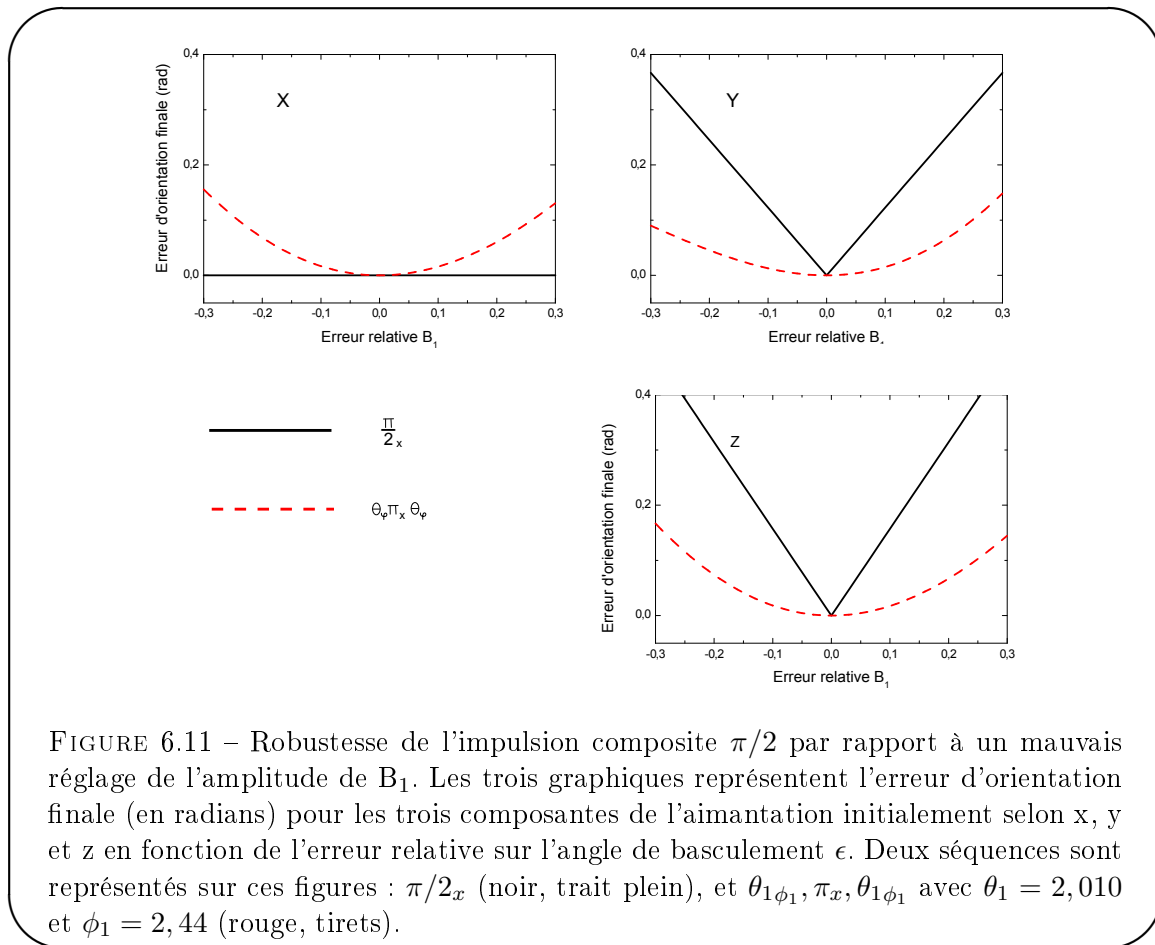 0,4
0,2
0,0
-0,3 -0,2 -0,1 0,0 0,1 0,2 0,3
X
Erreur d'orientation finale (rad)
Erreur relative B₁
0,4
0,2
0,0
-0,3 -0,2 -0,1 0,0 0,1 0,2 0,3
Y
Erreur relative B
π/2 x
θφ πx θφ
0,4
0,2
0,0
-0,3 -0,2 -0,1 0,0 0,1 0,2 0,3
Z
Erreur d'orientation finale (rad)
Erreur relative B₁
FIGURE 6.11 – Robustesse de l'impulsion composite π/2 par rapport à un mauvais
réglage de l'amplitude de B₁. Les trois graphiques représentent l'erreur d'orientation
finale (en radians) pour les trois composantes de l'aimantation initialement selon x, y
et z en fonction de l'erreur relative sur l'angle de basculement ϵ. Deux séquences sont
représentés sur ces figures : π/2ₓ (noir, trait plein), et θ₁ϕ₁, πₓ, θ₁ϕ₁ avec θ₁ = 2,010
et ϕ₁ = 2,44 (rouge, tirets).